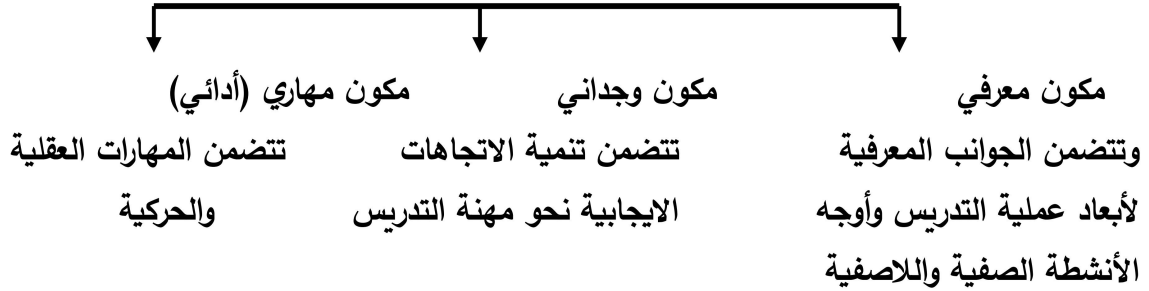 مكون معرفي
وتتضمن الجوانب المعرفية
لأبعاد عملية التدريس وأوجه
الأنشطة الصفية واللاصفية
مكون وجداني
تتضمن تنمية الاتجاهات
الايجابية نحو مهنة التدريس
مكون مهاري (أدائي)
تتضمن المهارات العقلية
والحركية